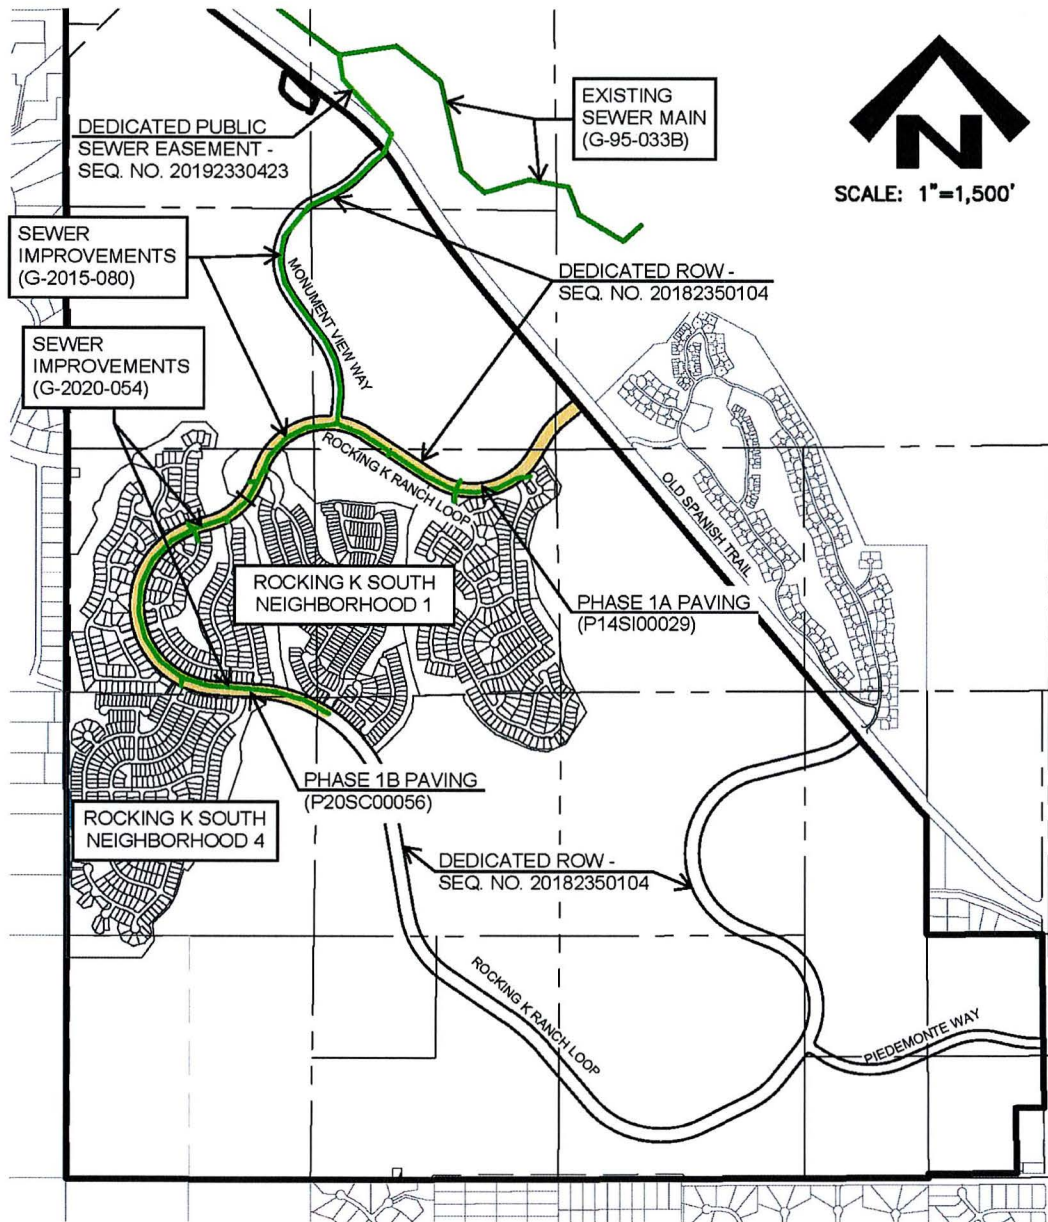 EXISTING
SEWER MAIN
(G-95-033B)
N
SCALE: 1"=1,500'
DEDICATED PUBLIC
SEWER EASEMENT -
SEQ. NO. 20192330423
SEWER
IMPROVEMENTS
(G-2015-080)
MONUMENT VIEW WAY
DEDICATED ROW -
SEQ. NO. 20182350104
SEWER
IMPROVEMENTS
(G-2020-054)
ROCKING K RANCH LOOP
OLD SPANISH TRAIL
ROCKING K SOUTH
NEIGHBORHOOD 1
PHASE 1A PAVING
(P14SI00029)
PHASE 1B PAVING
(P20SC00056)
ROCKING K SOUTH
NEIGHBORHOOD 4
DEDICATED ROW -
SEQ. NO. 20182350104
ROCKING K RANCH LOOP
PIEDEMONTE WAY